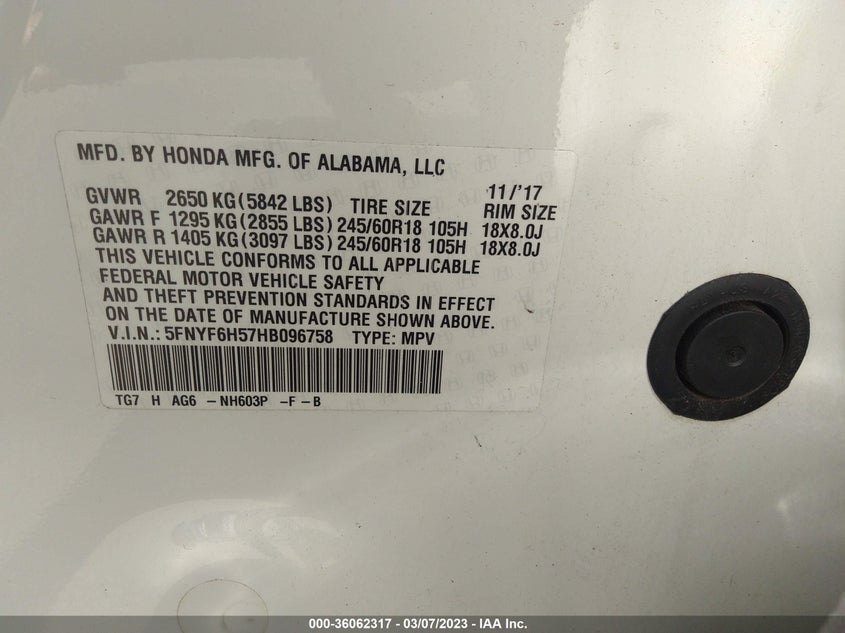 MFD. BY HONDA MFG. OF ALABAMA, LLC
11/'17
GVWR 2650 KG(5842 LBS) TIRE SIZE RIM SIZE
GAWR F 1295 KG(2855 LBS) 245/60R18 105H 18X8.0J
GAWR R 1405 KG(3097 LBS) 245/60R18 105H 18X8.0J
THIS VEHICLE CONFORMS TO ALL APPLICABLE
FEDERAL MOTOR VEHICLE SAFETY
AND THEFT PREVENTION STANDARDS IN EFFECT
ON THE DATE OF MANUFACTURE SHOWN ABOVE.
V.I.N.: 5FNYF6H57HB096758 TYPE: MPV
TG7 H AG6 -NH603P -F-B
000-36062317 - 03/07/2023 - IAA Inc.